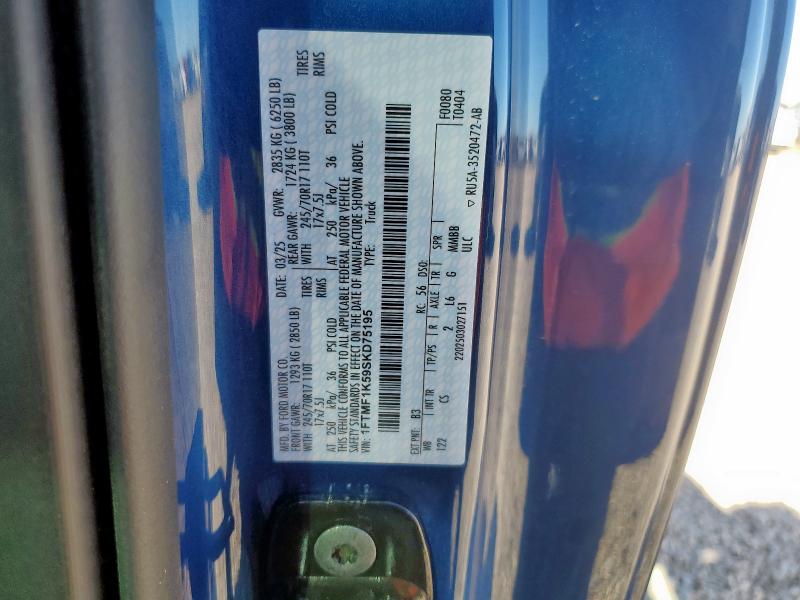 MFD. BY FORD MOTOR CO.
DATE: 03/25 GVWR: 2835 KG ( 6250 LB)
FRONT GAWR: 1293 KG ( 2850 LB) REAR GAWR: 1724 KG ( 3800 LB)
WITH 245/70R17 110T TIRES WITH 245/70R17 110T TIRES
17x7.5J RIMS 17x7.5J RIMS
AT 250 kPa/ 36 PSI COLD AT 250 kPa/ 36 PSI COLD
THIS VEHICLE CONFORMS TO ALL APPLICABLE FEDERAL MOTOR VEHICLE
SAFETY STANDARDS IN EFFECT ON THE DATE OF MANUFACTURE SHOWN ABOVE.
VIN: 1FTMF1K59SKD75195 TYPE: Truck
F0080
T0404
EXT PNT: B3 RC: 56 DSO:
WB INT TR TP/PS R AXLE TR SPR
122 CS 2 L6 G MMBB
ULC
2202503027151
▽ RU5A-3520472-AB